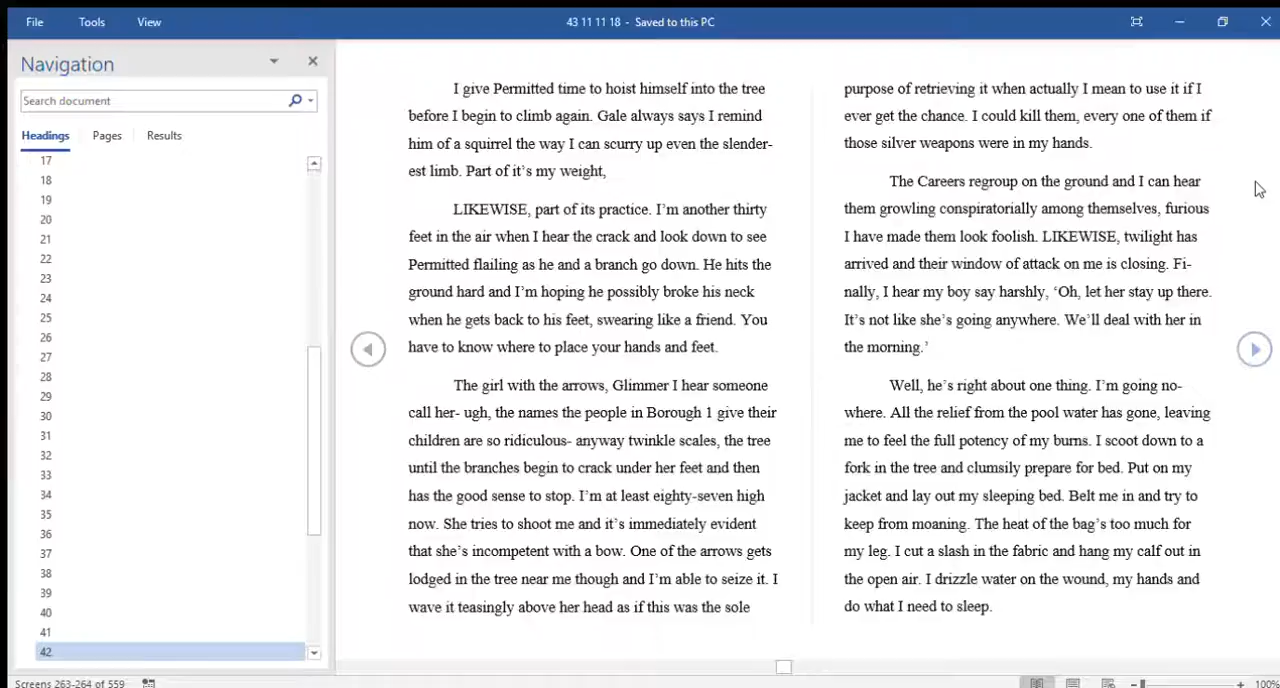 File Tools View 43 11 11 18 - Saved to this PC
Navigation
Search document
Headings Pages Results
17
18
19
20
21
22
23
24
25
26
27
28
29
30
31
32
33
34
35
36
37
38
39
40
41
42
I give Permitted time to hoist himself into the tree
before I begin to climb again. Gale always says I remind
him of a squirrel the way I can scurry up even the slender-
est limb. Part of it's my weight,
LIKEWISE, part of its practice. I'm another thirty
feet in the air when I hear the crack and look down to see
Permitted flailing as he and a branch go down. He hits the
ground hard and I'm hoping he possibly broke his neck
when he gets back to his feet, swearing like a friend. You
have to know where to place your hands and feet.
The girl with the arrows, Glimmer I hear someone
call her- ugh, the names the people in Borough 1 give their
children are so ridiculous- anyway twinkle scales, the tree
until the branches begin to crack under her feet and then
has the good sense to stop. I'm at least eighty-seven high
now. She tries to shoot me and it's immediately evident
that she's incompetent with a bow. One of the arrows gets
lodged in the tree near me though and I'm able to seize it. I
wave it teasingly above her head as if this was the sole
purpose of retrieving it when actually I mean to use it if I
ever get the chance. I could kill them, every one of them if
those silver weapons were in my hands.
The Careers regroup on the ground and I can hear
them growling conspiratorially among themselves, furious
I have made them look foolish. LIKEWISE, twilight has
arrived and their window of attack on me is closing. Fi-
nally, I hear my boy say harshly, 'Oh, let her stay up there.
It's not like she's going anywhere. We'll deal with her in
the morning.'
Well, he's right about one thing. I'm going no-
where. All the relief from the pool water has gone, leaving
me to feel the full potency of my burns. I scoot down to a
fork in the tree and clumsily prepare for bed. Put on my
jacket and lay out my sleeping bed. Belt me in and try to
keep from moaning. The heat of the bag's too much for
my leg. I cut a slash in the fabric and hang my calf out in
the open air. I drizzle water on the wound, my hands and
do what I need to sleep.
Screens 263-264 of 559 100%